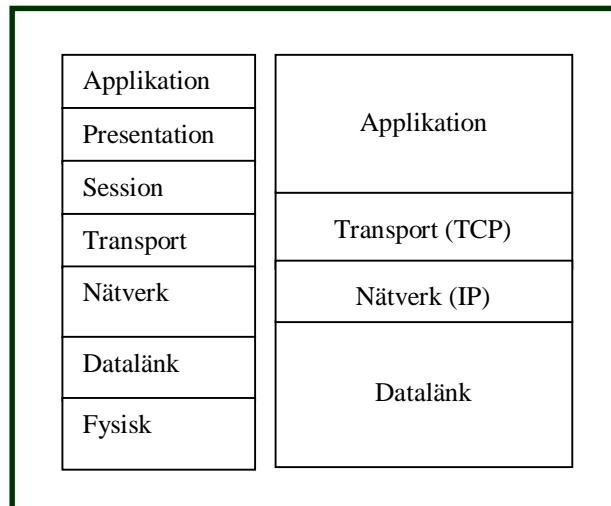 Applikation
Presentation
Session
Transport
Nätverk
Datalänk
Fysisk
Applikation
Transport (TCP)
Nätverk (IP)
Datalänk